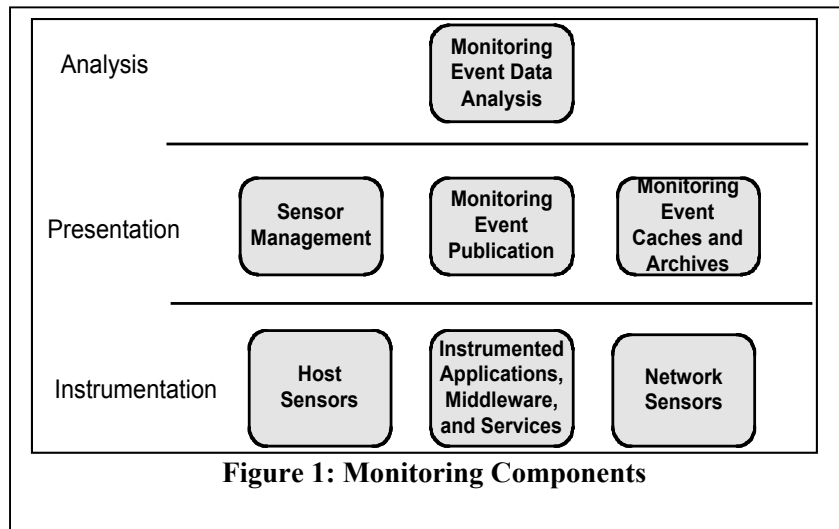 Analysis
Monitoring
Event Data
Analysis
Presentation
Sensor
Management
Monitoring
Event
Publication
Monitoring
Event
Caches and
Archives
Instrumentation
Host
Sensors
Instrumented
Applications,
Middleware,
and Services
Network
Sensors
Figure 1: Monitoring Components